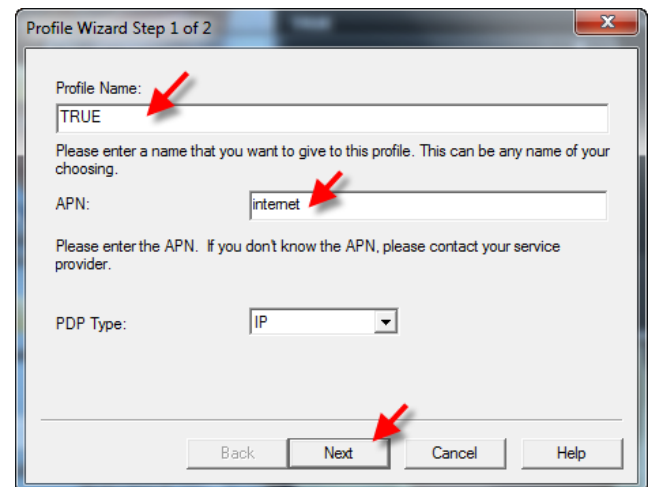 Profile Wizard Step 1 of 2
Profile Name:
TRUE
Please enter a name that you want to give to this profile. This can be any name of your
choosing.
APN:
internet
Please enter the APN.  If you don't know the APN, please contact your service
provider.
PDP Type:
IP
Back
Next
Cancel
Help